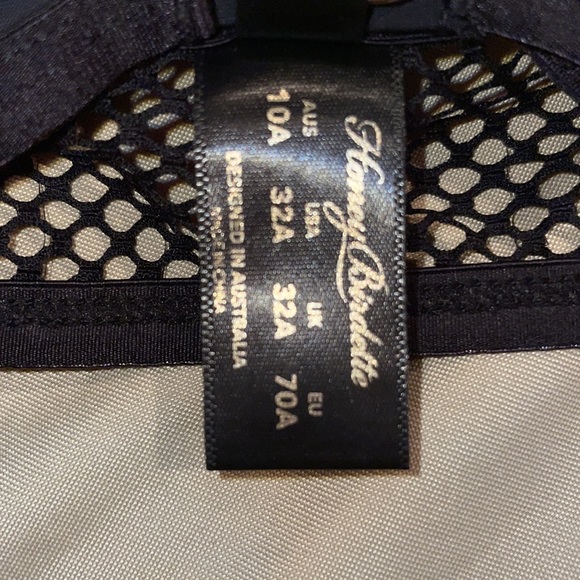 Honey Birdette
AUS USA UK EU
10A 32A 32A 70A
DESIGNED IN AUSTRALIA
MADE IN CHINA